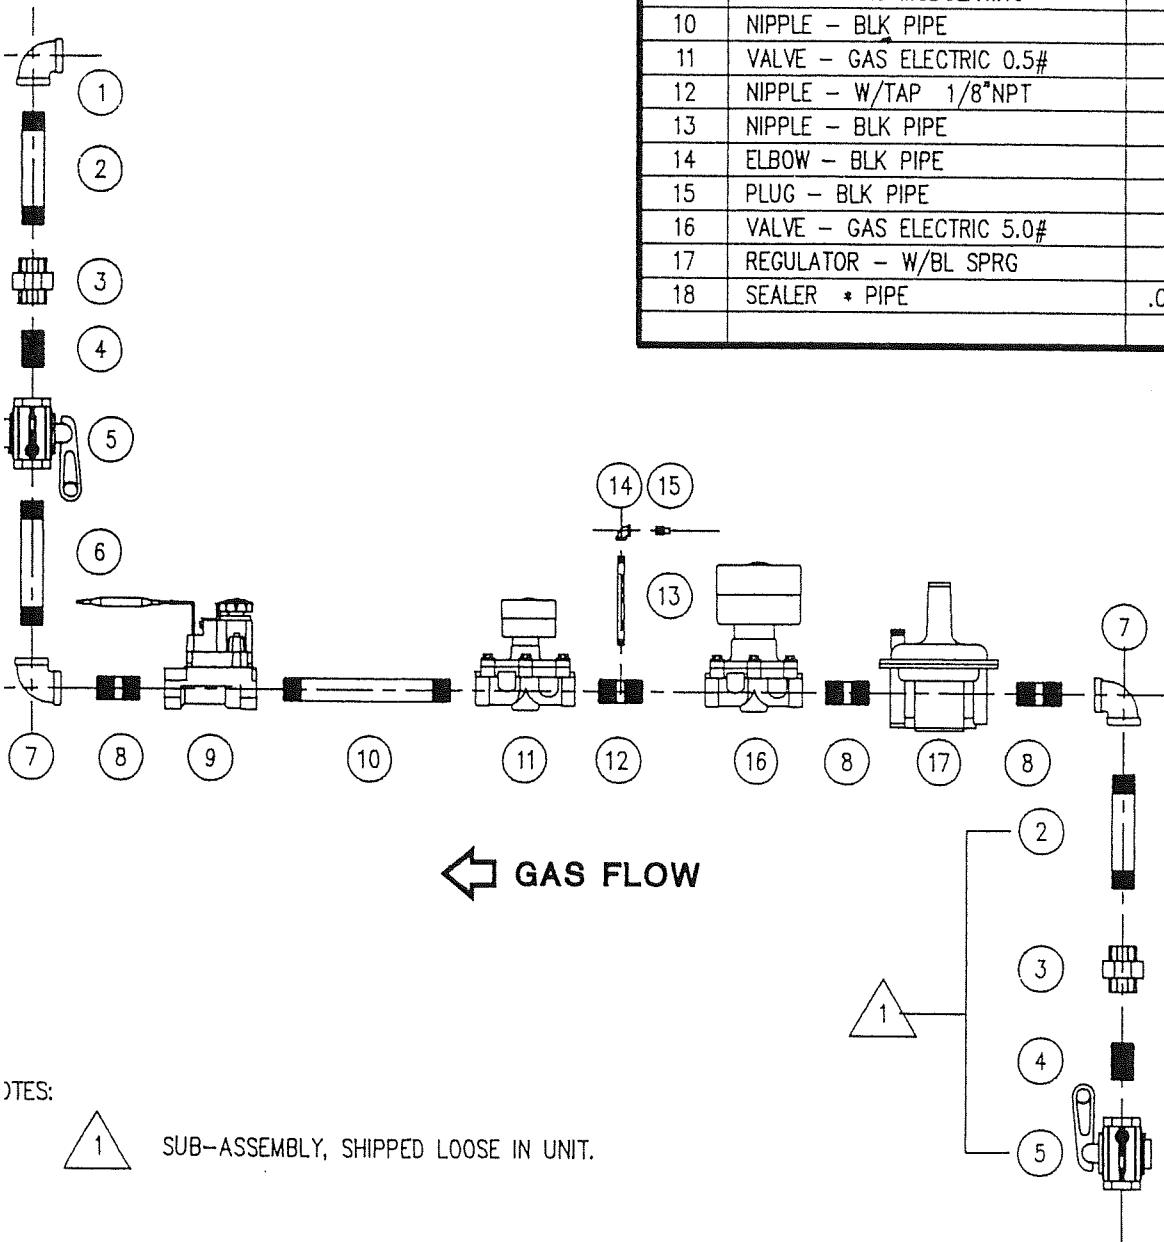 10 NIPPLE - BLK PIPE
11 VALVE - GAS ELECTRIC 0.5#
12 NIPPLE - W/TAP 1/8"NPT
13 NIPPLE - BLK PIPE
14 ELBOW - BLK PIPE
15 PLUG - BLK PIPE
16 VALVE - GAS ELECTRIC 5.0#
17 REGULATOR - W/BL SPRG
18 SEALER * PIPE .0
1
2
3
4
5
6
14 15
13
7
7 8 9 10 11 12 16 8 17 8
2
GAS FLOW
3
1
4
5
OTES:
1 SUB-ASSEMBLY, SHIPPED LOOSE IN UNIT.